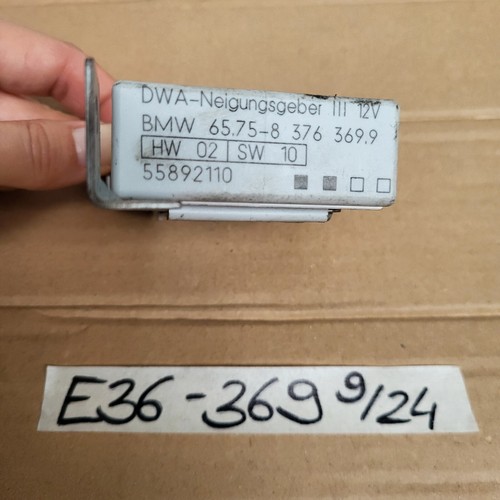 DWA-Neigungsgeber III 12V
BMW 65.75-8 376 369.9
HW 02 SW 10
55892110
E36-369 9/24